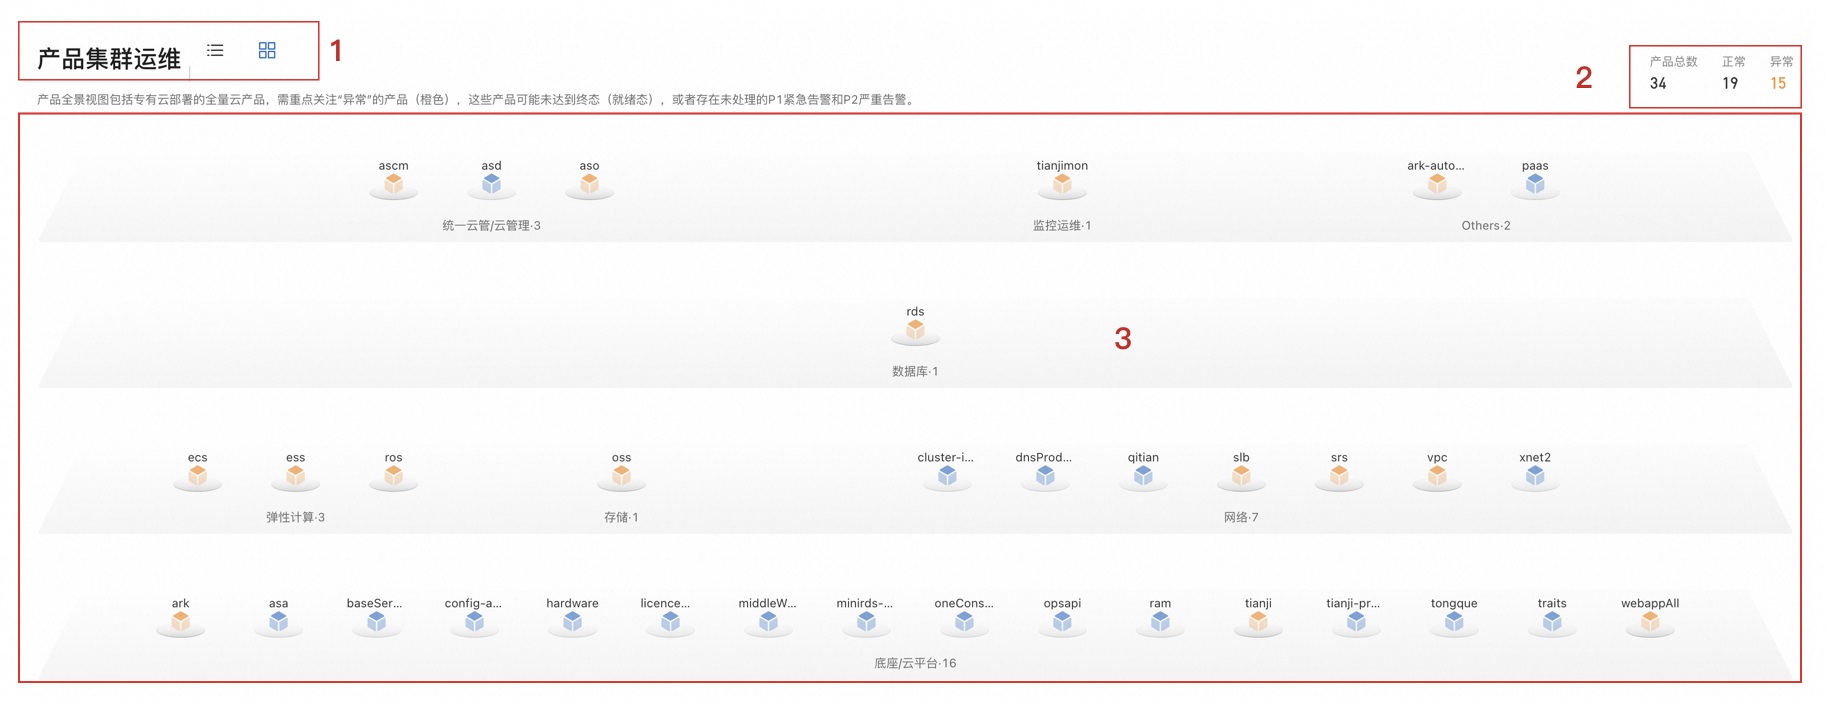 产品集群运维
1
产品总数 正常 异常
2
34 19 15
产品全景视图包括专有云部署的全量云产品，需重点关注“异常”的产品（橙色），这些产品可能未达到终态（就绪态），或者存在未处理的P1紧急告警和P2严重告警。
ascm asd aso tianjimon ark-auto... paas
统一云管/云管理·3 监控运维·1 Others·2
rds
3
数据库·1
ecs ess ros oss cluster-i... dnsProd... qitian slb srs vpc xnet2
弹性计算·3 存储·1 网络·7
ark asa baseSer... config-a... hardware licence... middleW... minirds-... oneCons... opsapi ram tianji tianji-pr... tongque traits webappAll
底座/云平台·16